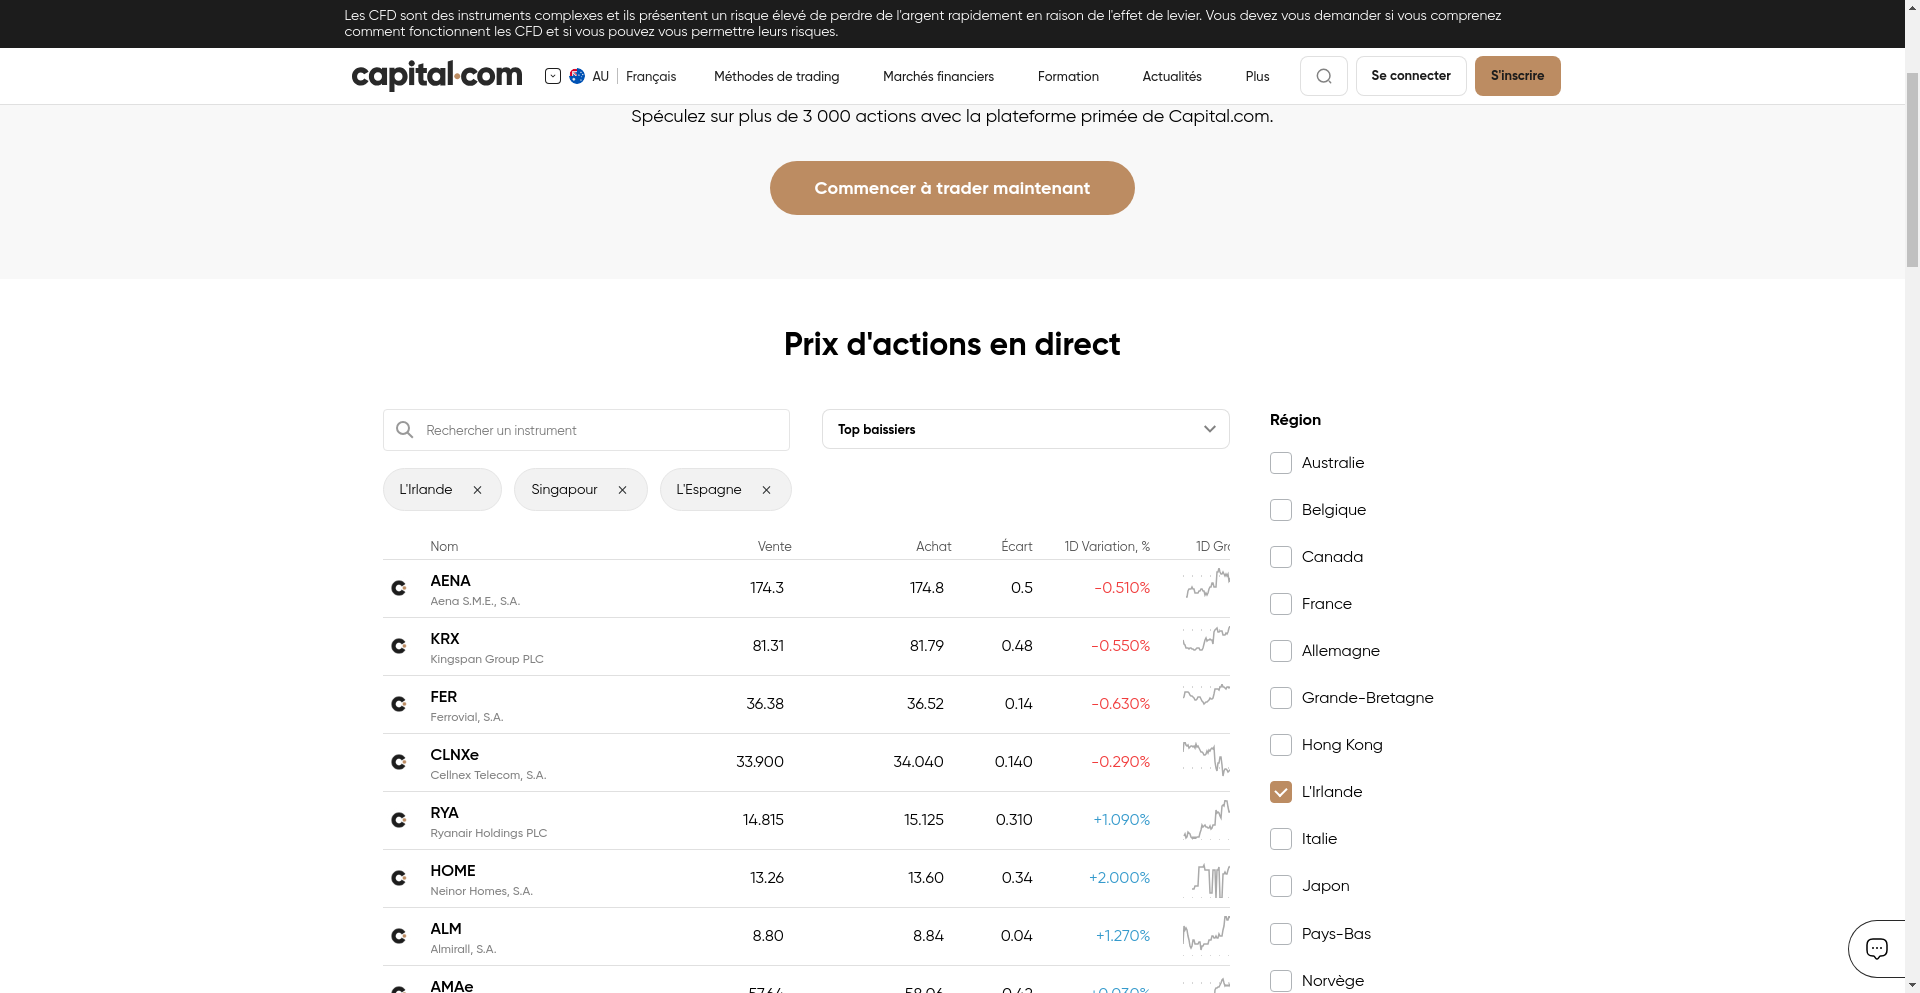 Les CFD sont des instruments complexes et ils présentent un risque élevé de perdre de l'argent rapidement en raison de l'effet de levier. Vous devez vous demander si vous comprenez
comment fonctionnent les CFD et si vous pouvez vous permettre leurs risques.
capital.com AU Français Méthodes de trading Marchés financiers Formation Actualités Plus Se connecter S'inscrire
Spéculez sur plus de 3 000 actions avec la plateforme primée de Capital.com.
Commencer à trader maintenant
Prix d'actions en direct
Rechercher un instrument
Top baissiers
L'Irlande
Singapour
L'Espagne
Nom Vente Achat Écart 1D Variation, %
AENA
Aena S.M.E., S.A.
174.3 174.8 0.5 -0.510%
KRX
Kingspan Group PLC
81.31 81.79 0.48 -0.550%
FER
Ferrovial, S.A.
36.38 36.52 0.14 -0.630%
CLNXe
Cellnex Telecom, S.A.
33.900 34.040 0.140 -0.290%
RYA
Ryanair Holdings PLC
14.815 15.125 0.310 +1.090%
HOME
Neinor Homes, S.A.
13.26 13.60 0.34 +2.000%
ALM
Almirall, S.A.
8.80 8.84 0.04 +1.270%
AMAe
Région
Australie
Belgique
Canada
France
Allemagne
Grande-Bretagne
Hong Kong
L'Irlande
Italie
Japon
Pays-Bas
Norvège